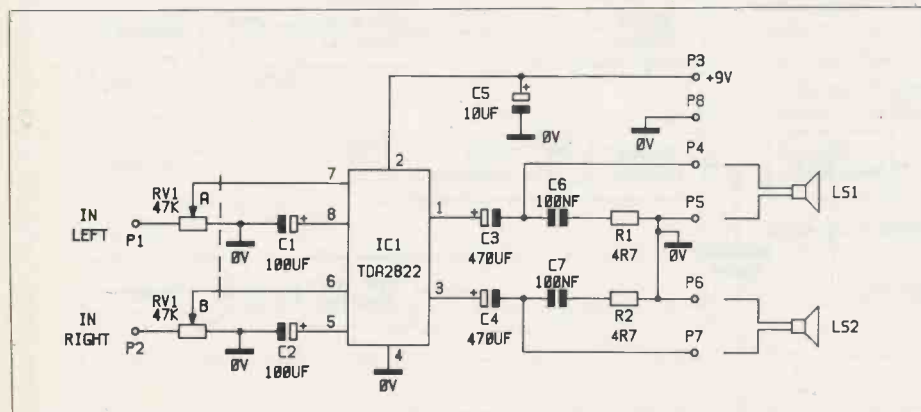 P3
+9V
C5
10UF
+
0V
P8
0V
P4
2
7
RV1
47K
A
IN
LEFT
P1
8
+
0V
C1
100UF
IC1
TDA2822
1
+
C3
470UF
C6
100NF
R1
4R7
P5
0V
LS1
6
RV1
47K
B
IN
RIGHT
P2
5
+
0V
C2
100UF
4
0V
3
+
C4
470UF
C7
100NF
R2
4R7
P6
P7
LS2